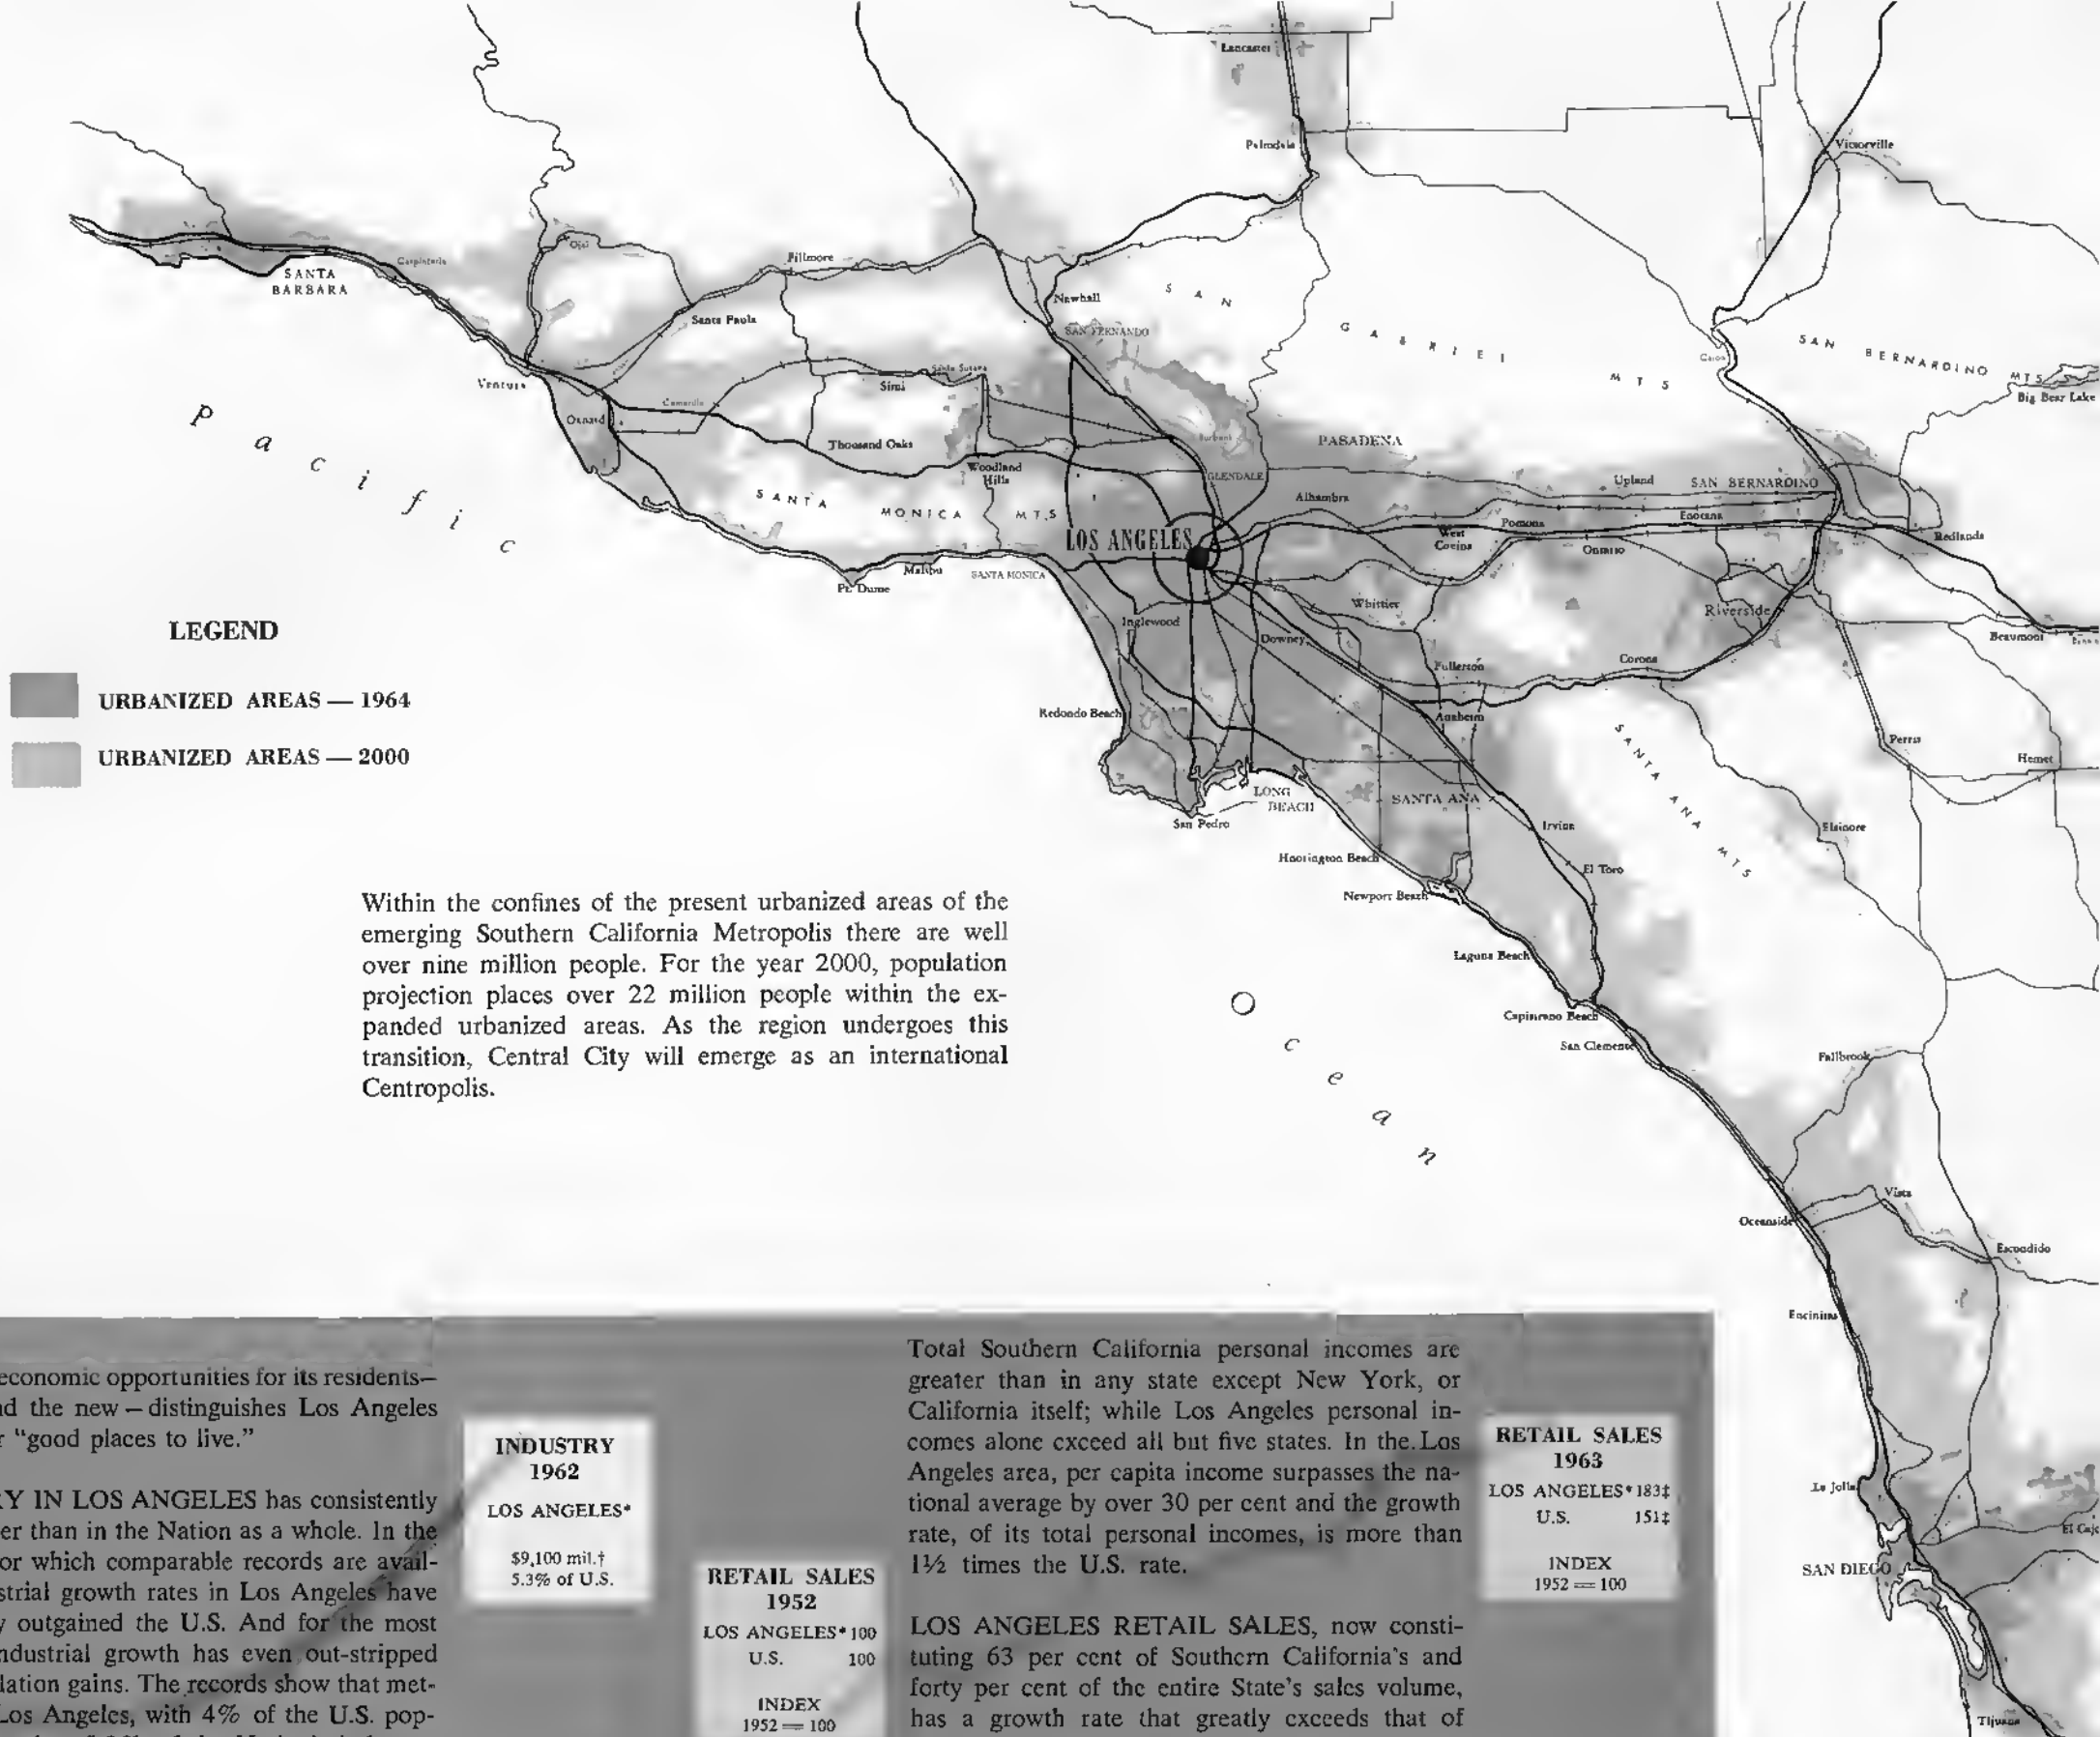 Lancaster
Palmdale
Victorville
SANTA
BARBARA
Carpinteria
Ojai
Fillmore
Santa Paula
Newhall
SAN FERNANDO
SAN
GABRIEL
MTS
Cajon
SAN BERNARDINO MTS
Big Bear Lake
Ventura
Oxnard
Camarillo
Simi
Santa Susana
Thousand Oaks
Woodland
Hills
Burbank
GLENDALE
PASADENA
Alhambra
Upland
SAN BERNARDINO
SANTA
MONICA
MTS
LOS ANGELES
West
Covina
Pomona
Ontario
Redlands
Pt. Dume
Malibu
SANTA MONICA
Whittier
Riverside
Beaumont
Inglewood
Downey
Fullerton
Corona
Pacific
LEGEND
URBANIZED AREAS — 1964
URBANIZED AREAS — 2000
Redondo Beach
Anaheim
SANTA ANA MTS
Perris
Hemet
LONG
BEACH
SANTA ANA
San Pedro
Irvine
Elsinore
Huntington Beach
El Toro
Newport Beach
Laguna Beach
Capistrano Beach
San Clemente
Fallbrook
Ocean
Within the confines of the present urbanized areas of the
emerging Southern California Metropolis there are well
over nine million people. For the year 2000, population
projection places over 22 million people within the ex-
panded urbanized areas. As the region undergoes this
transition, Central City will emerge as an international
Centropolis.
Vista
Oceanside
Escondido
Encinitas
La Jolla
El Caj
SAN DIEGO
Tijuana
economic opportunities for its residents—
d the new — distinguishes Los Angeles
r "good places to live."
RY IN LOS ANGELES has consistently
er than in the Nation as a whole. In the
or which comparable records are avail-
strial growth rates in Los Angeles have
y outgained the U.S. And for the most
ndustrial growth has even out-stripped
lation gains. The records show that met-
Los Angeles, with 4% of the U.S. pop-
INDUSTRY
1962
LOS ANGELES*
$9,100 mil.†
5.3% of U.S.
RETAIL SALES
1952
LOS ANGELES* 100
U.S. 100
INDEX
1952 = 100
Total Southern California personal incomes are
greater than in any state except New York, or
California itself; while Los Angeles personal in-
comes alone exceed all but five states. In the Los
Angeles area, per capita income surpasses the na-
tional average by over 30 per cent and the growth
rate, of its total personal incomes, is more than
1½ times the U.S. rate.
LOS ANGELES RETAIL SALES, now consti-
tuting 63 per cent of Southern California's and
forty per cent of the entire State's sales volume,
has a growth rate that greatly exceeds that of
RETAIL SALES
1963
LOS ANGELES* 183‡
U.S. 151‡
INDEX
1952 = 100